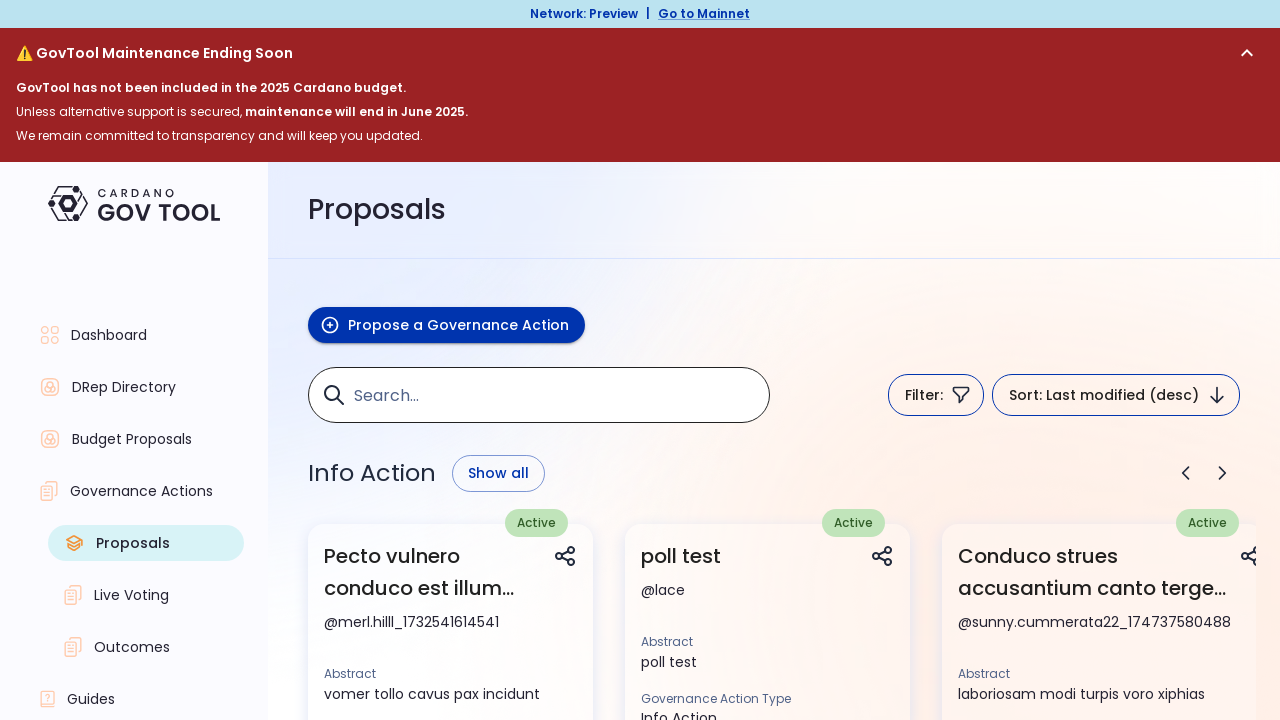 Network: Preview | Go to Mainnet
⚠️ GovTool Maintenance Ending Soon
GovTool has not been included in the 2025 Cardano budget.
Unless alternative support is secured, maintenance will end in June 2025.
We remain committed to transparency and will keep you updated.
CARDANO
GOV TOOL
Dashboard
DRep Directory
Budget Proposals
Governance Actions
Proposals
Live Voting
Outcomes
Guides
Proposals
Propose a Governance Action
Search...
Filter:
Sort: Last modified (desc)
Info Action
Show all
Active
Pecto vulnero
conduco est illum...
@merl.hilll_1732541614541
Abstract
vomer tollo cavus pax incidunt
Active
poll test
@lace
Abstract
poll test
Governance Action Type
Info Action
Active
Conduco strues
accusantium canto terge...
@sunny.cummerata22_174737580488
Abstract
laboriosam modi turpis voro xiphias